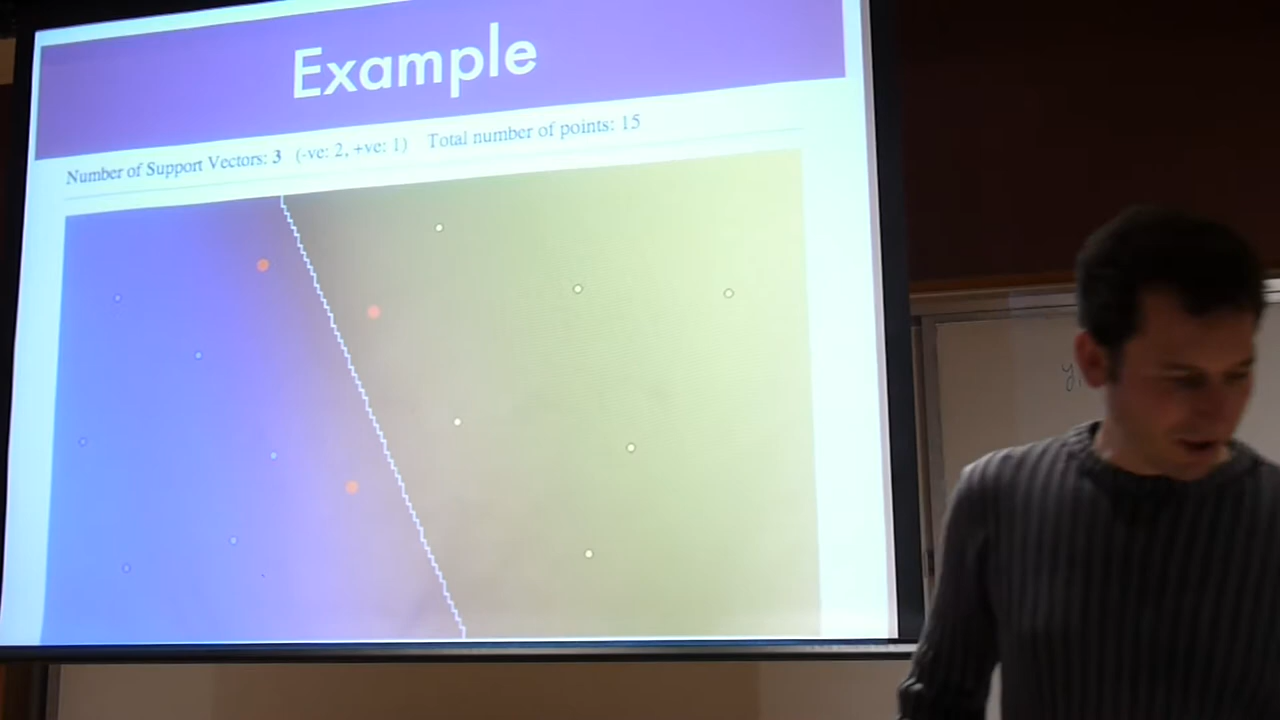 Example
Number of Support Vectors: 3 (-ve: 2, +ve: 1) Total number of points: 15